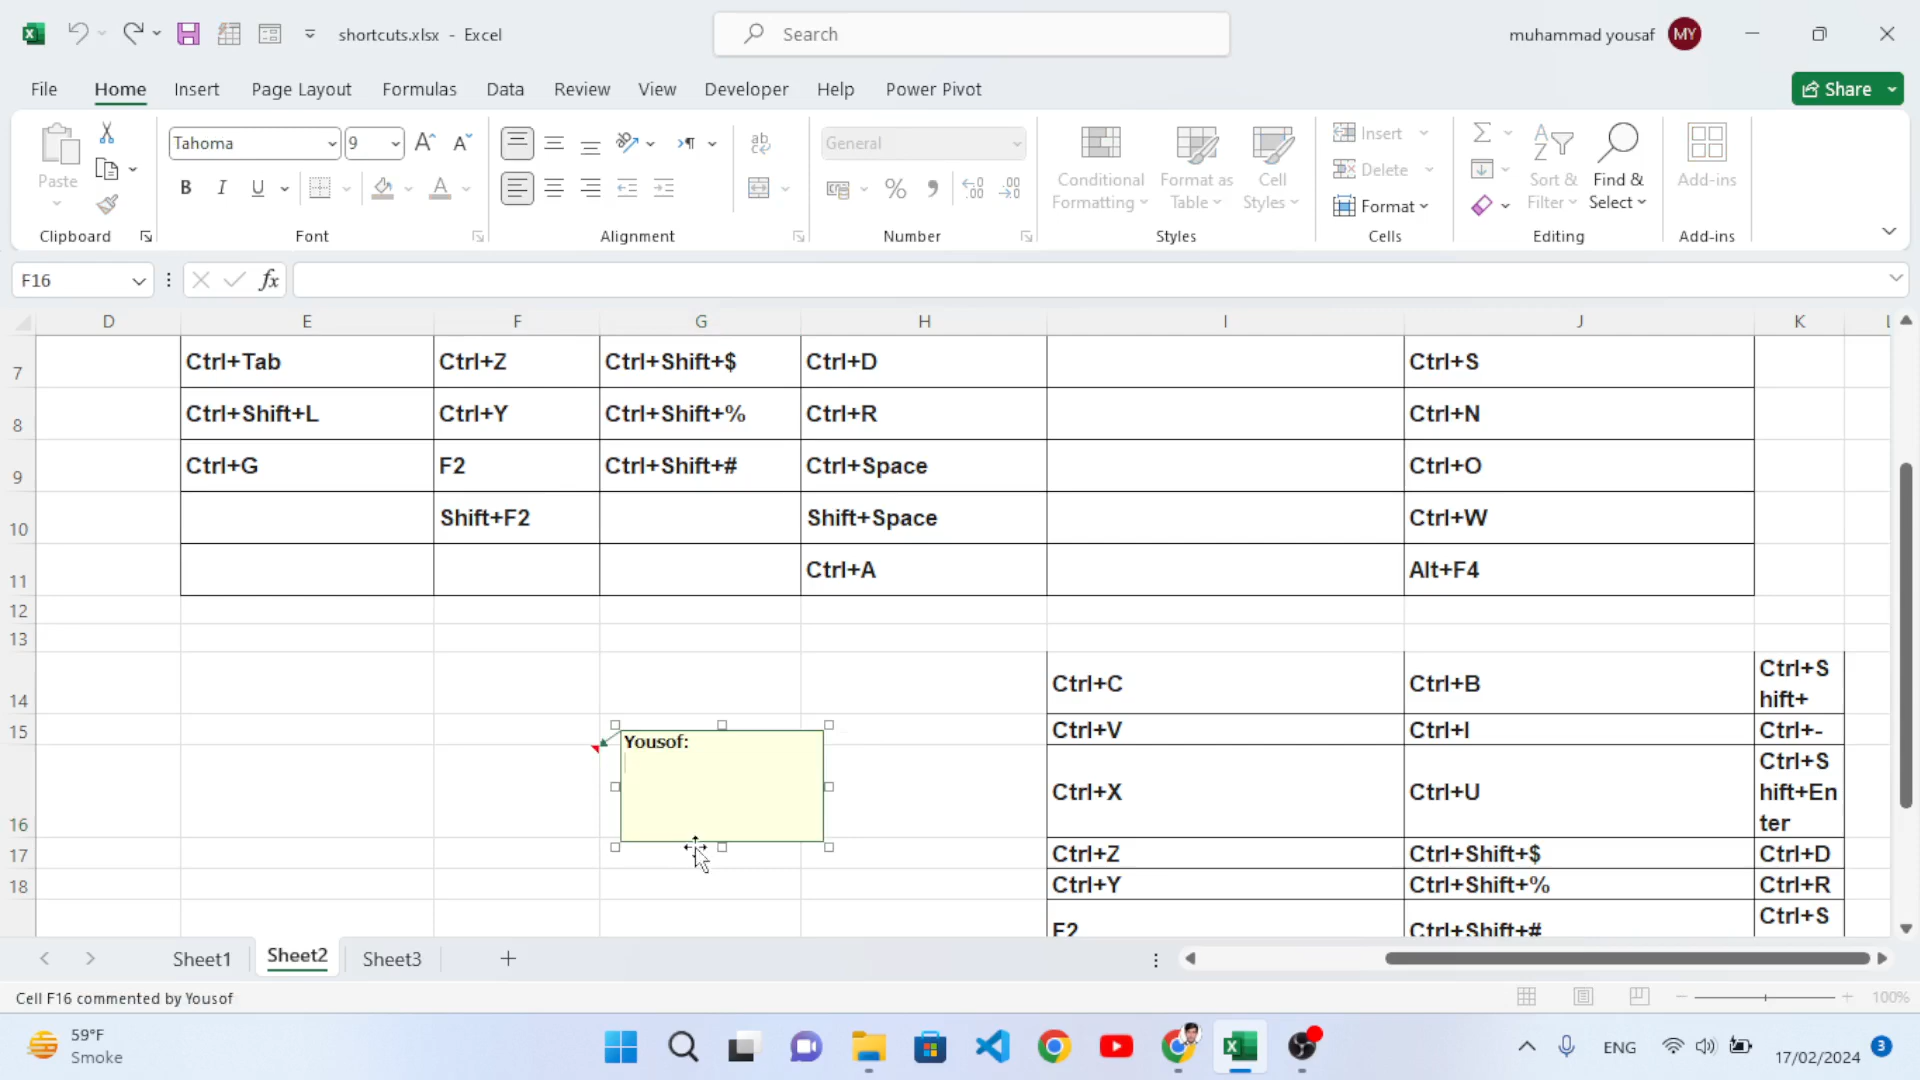 shortcuts.xlsx - Excel
Search
muhammad yousaf
MY
File Home Insert Page Layout Formulas Data Review View Developer Help Power Pivot
Share
Paste
Tahoma 9
B I U
General
Conditional Formatting
Format as Table
Cell Styles
Insert
Delete
Format
Sort & Filter
Find & Select
Add-ins
Clipboard Font Alignment Number Styles Cells Editing Add-ins
F16 fx
D E F G H I J K L
7 Ctrl+Tab Ctrl+Z Ctrl+Shift+$ Ctrl+D Ctrl+S
8 Ctrl+Shift+L Ctrl+Y Ctrl+Shift+% Ctrl+R Ctrl+N
9 Ctrl+G F2 Ctrl+Shift+# Ctrl+Space Ctrl+O
10 Shift+F2 Shift+Space Ctrl+W
11 Ctrl+A Alt+F4
12
13
14 Ctrl+C Ctrl+B Ctrl+S
hift+
15 Ctrl+V Ctrl+I Ctrl+-
Yousof:
16 Ctrl+X Ctrl+U Ctrl+S
hift+En
ter
17 Ctrl+Z Ctrl+Shift+$ Ctrl+D
18 Ctrl+Y Ctrl+Shift+% Ctrl+R
F2 Ctrl+Shift+# Ctrl+S
Sheet1 Sheet2 Sheet3
Cell F16 commented by Yousof
100%
59°F
Smoke
ENG
17/02/2024
3